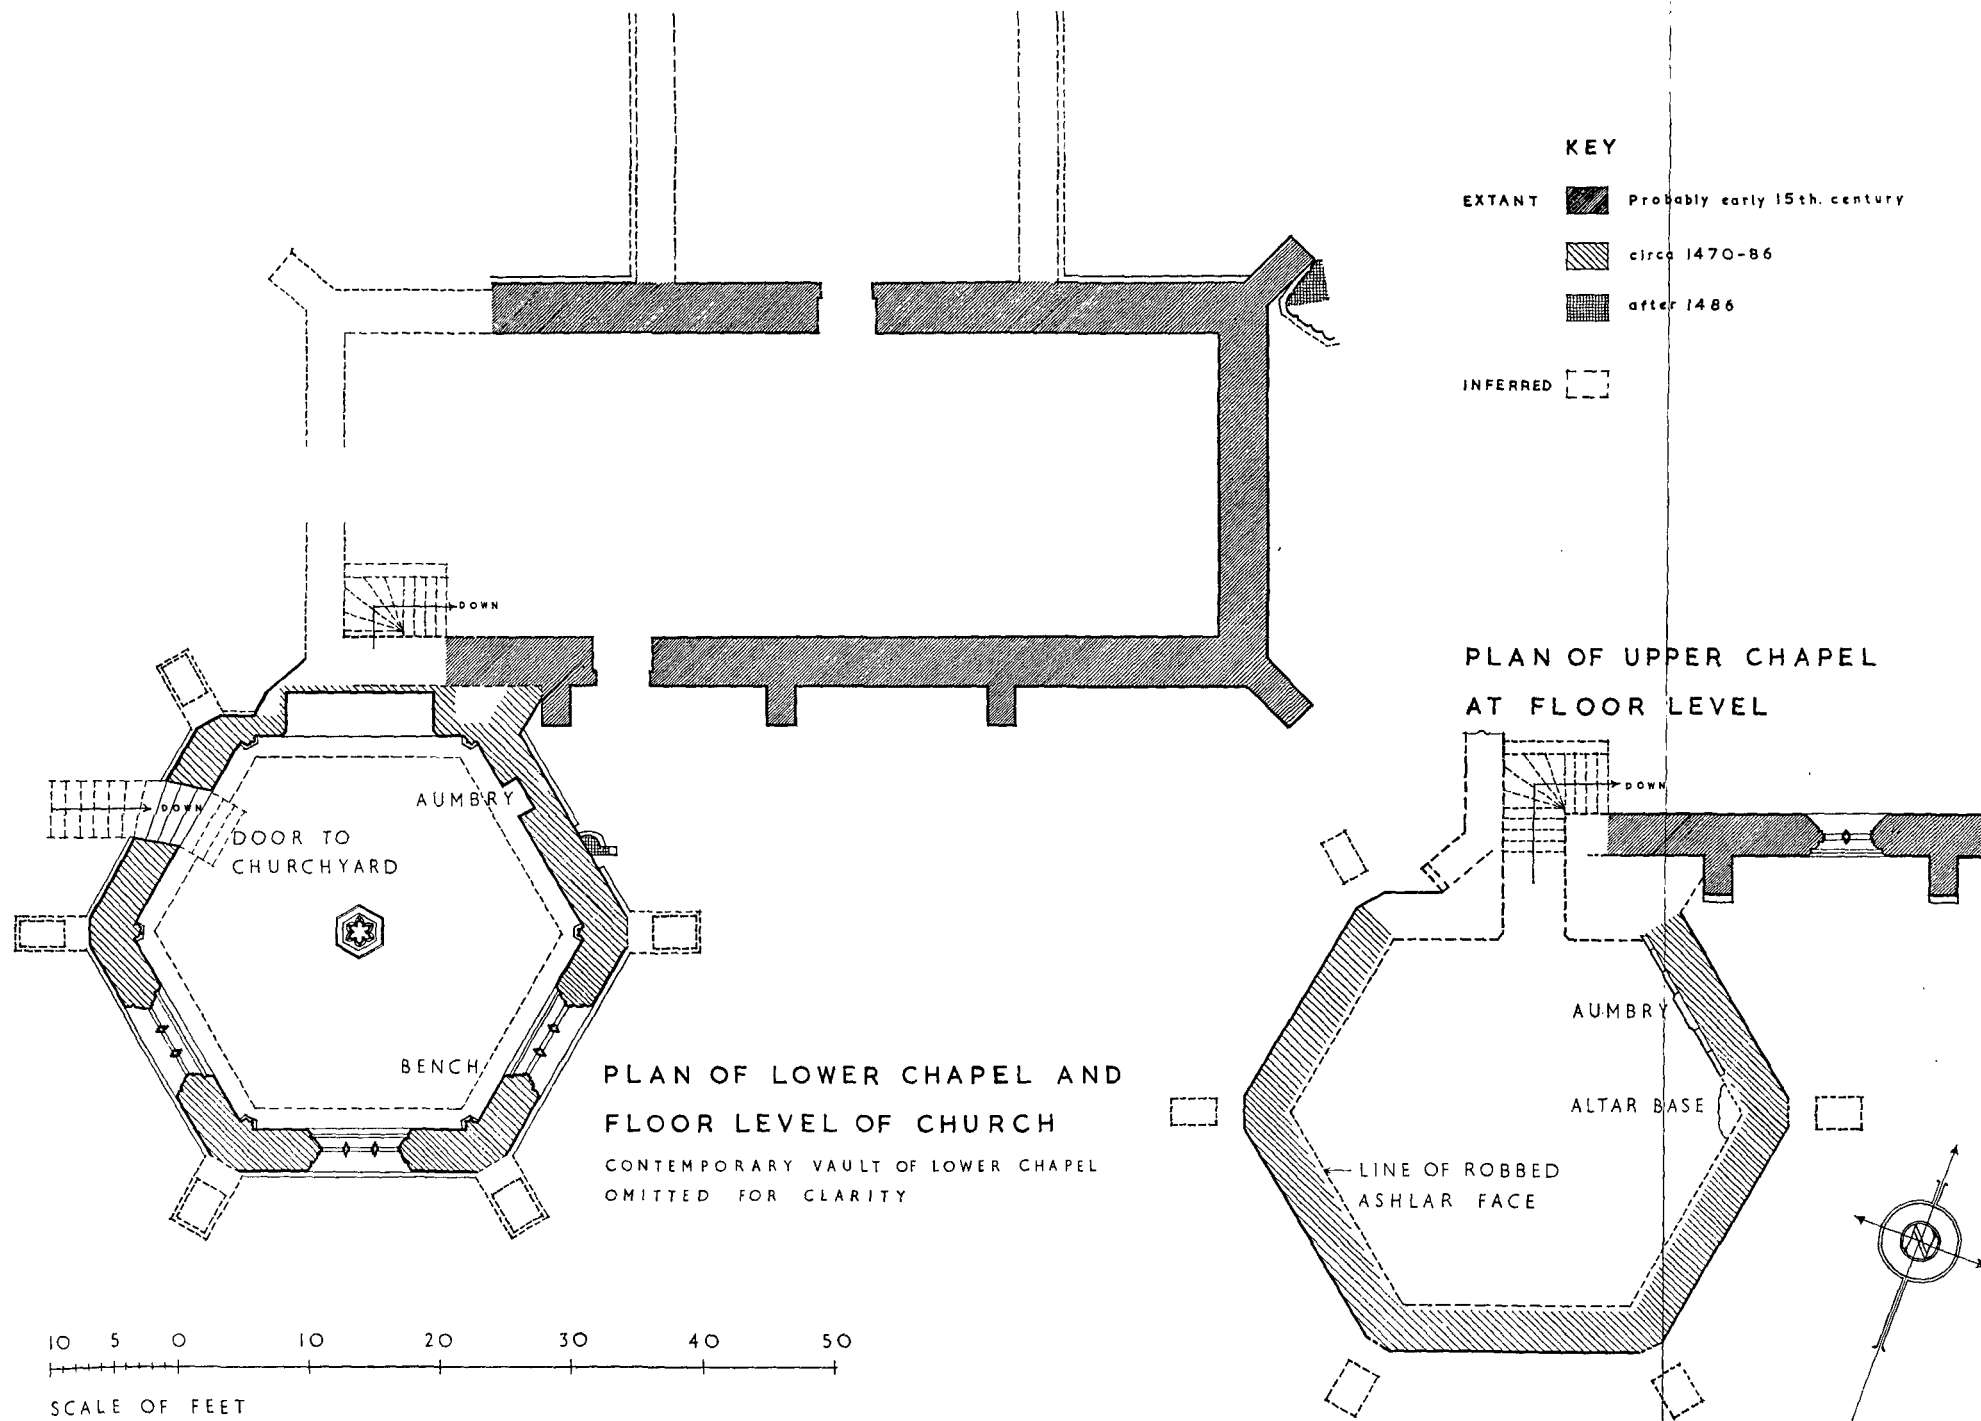 KEY
EXTANT Probably early 15th. century
circa 1470-86
after 1486
INFERRED
DOWN
AUMBRY
DOWN
DOOR TO
CHURCHYARD
BENCH
PLAN OF LOWER CHAPEL AND
FLOOR LEVEL OF CHURCH
CONTEMPORARY VAULT OF LOWER CHAPEL
OMITTED FOR CLARITY
PLAN OF UPPER CHAPEL
AT FLOOR LEVEL
DOWN
AUMBRY
ALTAR BASE
LINE OF ROBBED
ASHLAR FACE
N
10 5 0 10 20 30 40 50
SCALE OF FEET